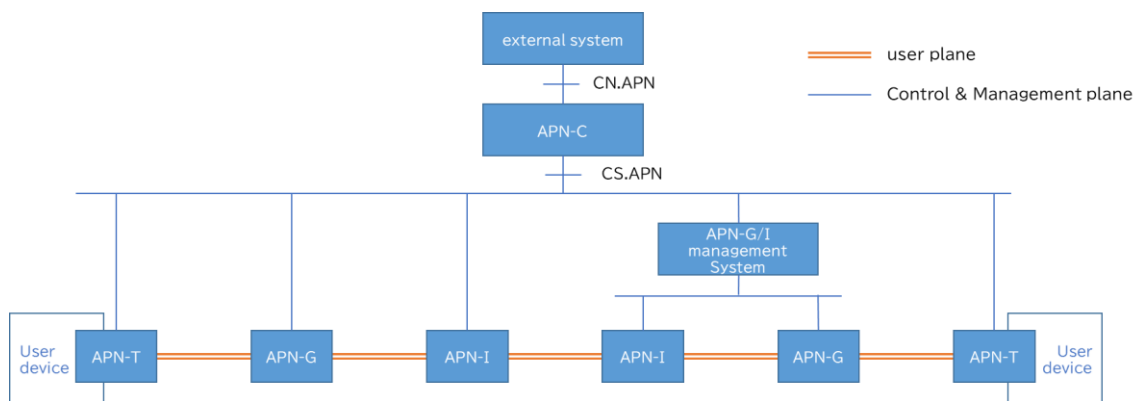 external system
user plane
CN.APN
Control & Management plane
APN-C
CS.APN
APN-G/I
management
System
User
device
APN-T
APN-G
APN-I
APN-I
APN-G
APN-T
User
device